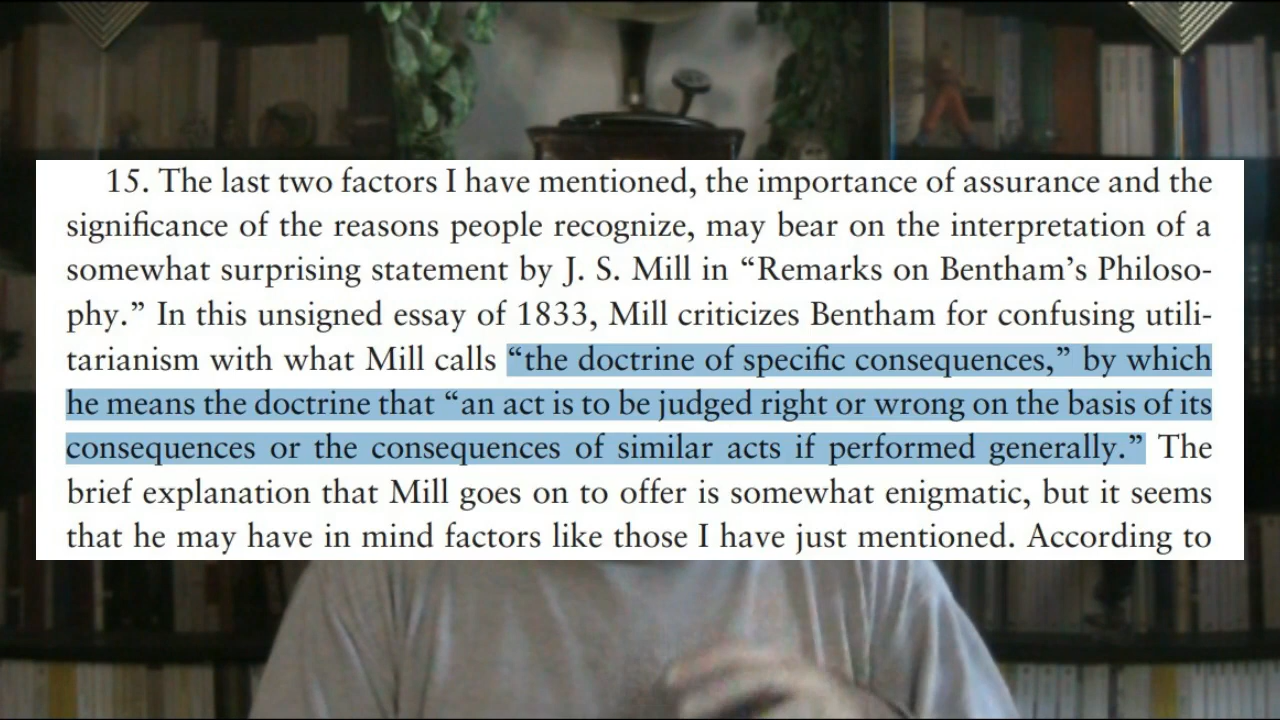 15. The last two factors I have mentioned, the importance of assurance and the
significance of the reasons people recognize, may bear on the interpretation of a
somewhat surprising statement by J. S. Mill in “Remarks on Bentham’s Philoso-
phy.” In this unsigned essay of 1833, Mill criticizes Bentham for confusing utili-
tarianism with what Mill calls “the doctrine of specific consequences,” by which
he means the doctrine that “an act is to be judged right or wrong on the basis of its
consequences or the consequences of similar acts if performed generally.” The
brief explanation that Mill goes on to offer is somewhat enigmatic, but it seems
that he may have in mind factors like those I have just mentioned. According to